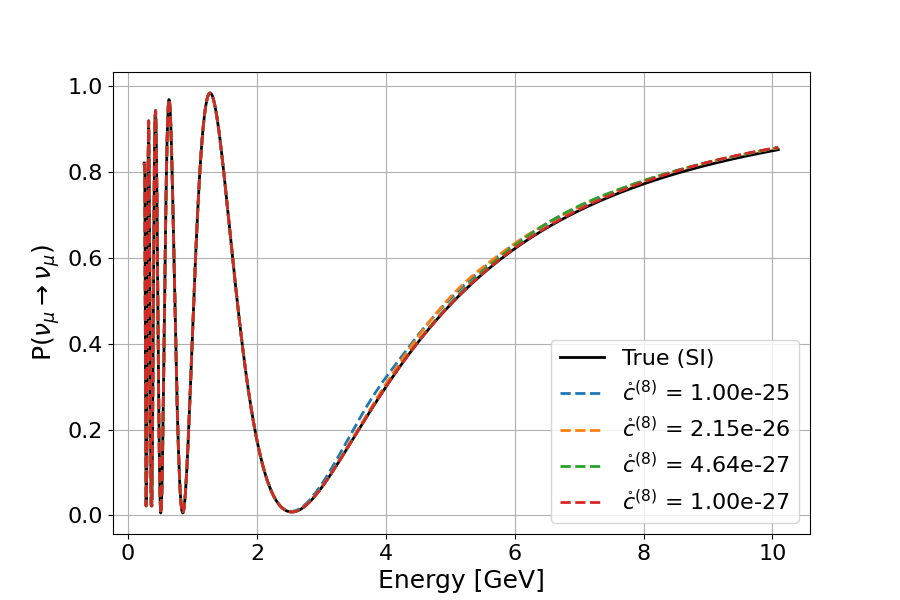 1.0
0.8
0.6
0.4
0.2
0.0
P(νμ → νμ)
0 2 4 6 8 10
Energy [GeV]
True (SI)
c̊⁽⁸⁾ = 1.00e-25
c̊⁽⁸⁾ = 2.15e-26
c̊⁽⁸⁾ = 4.64e-27
c̊⁽⁸⁾ = 1.00e-27